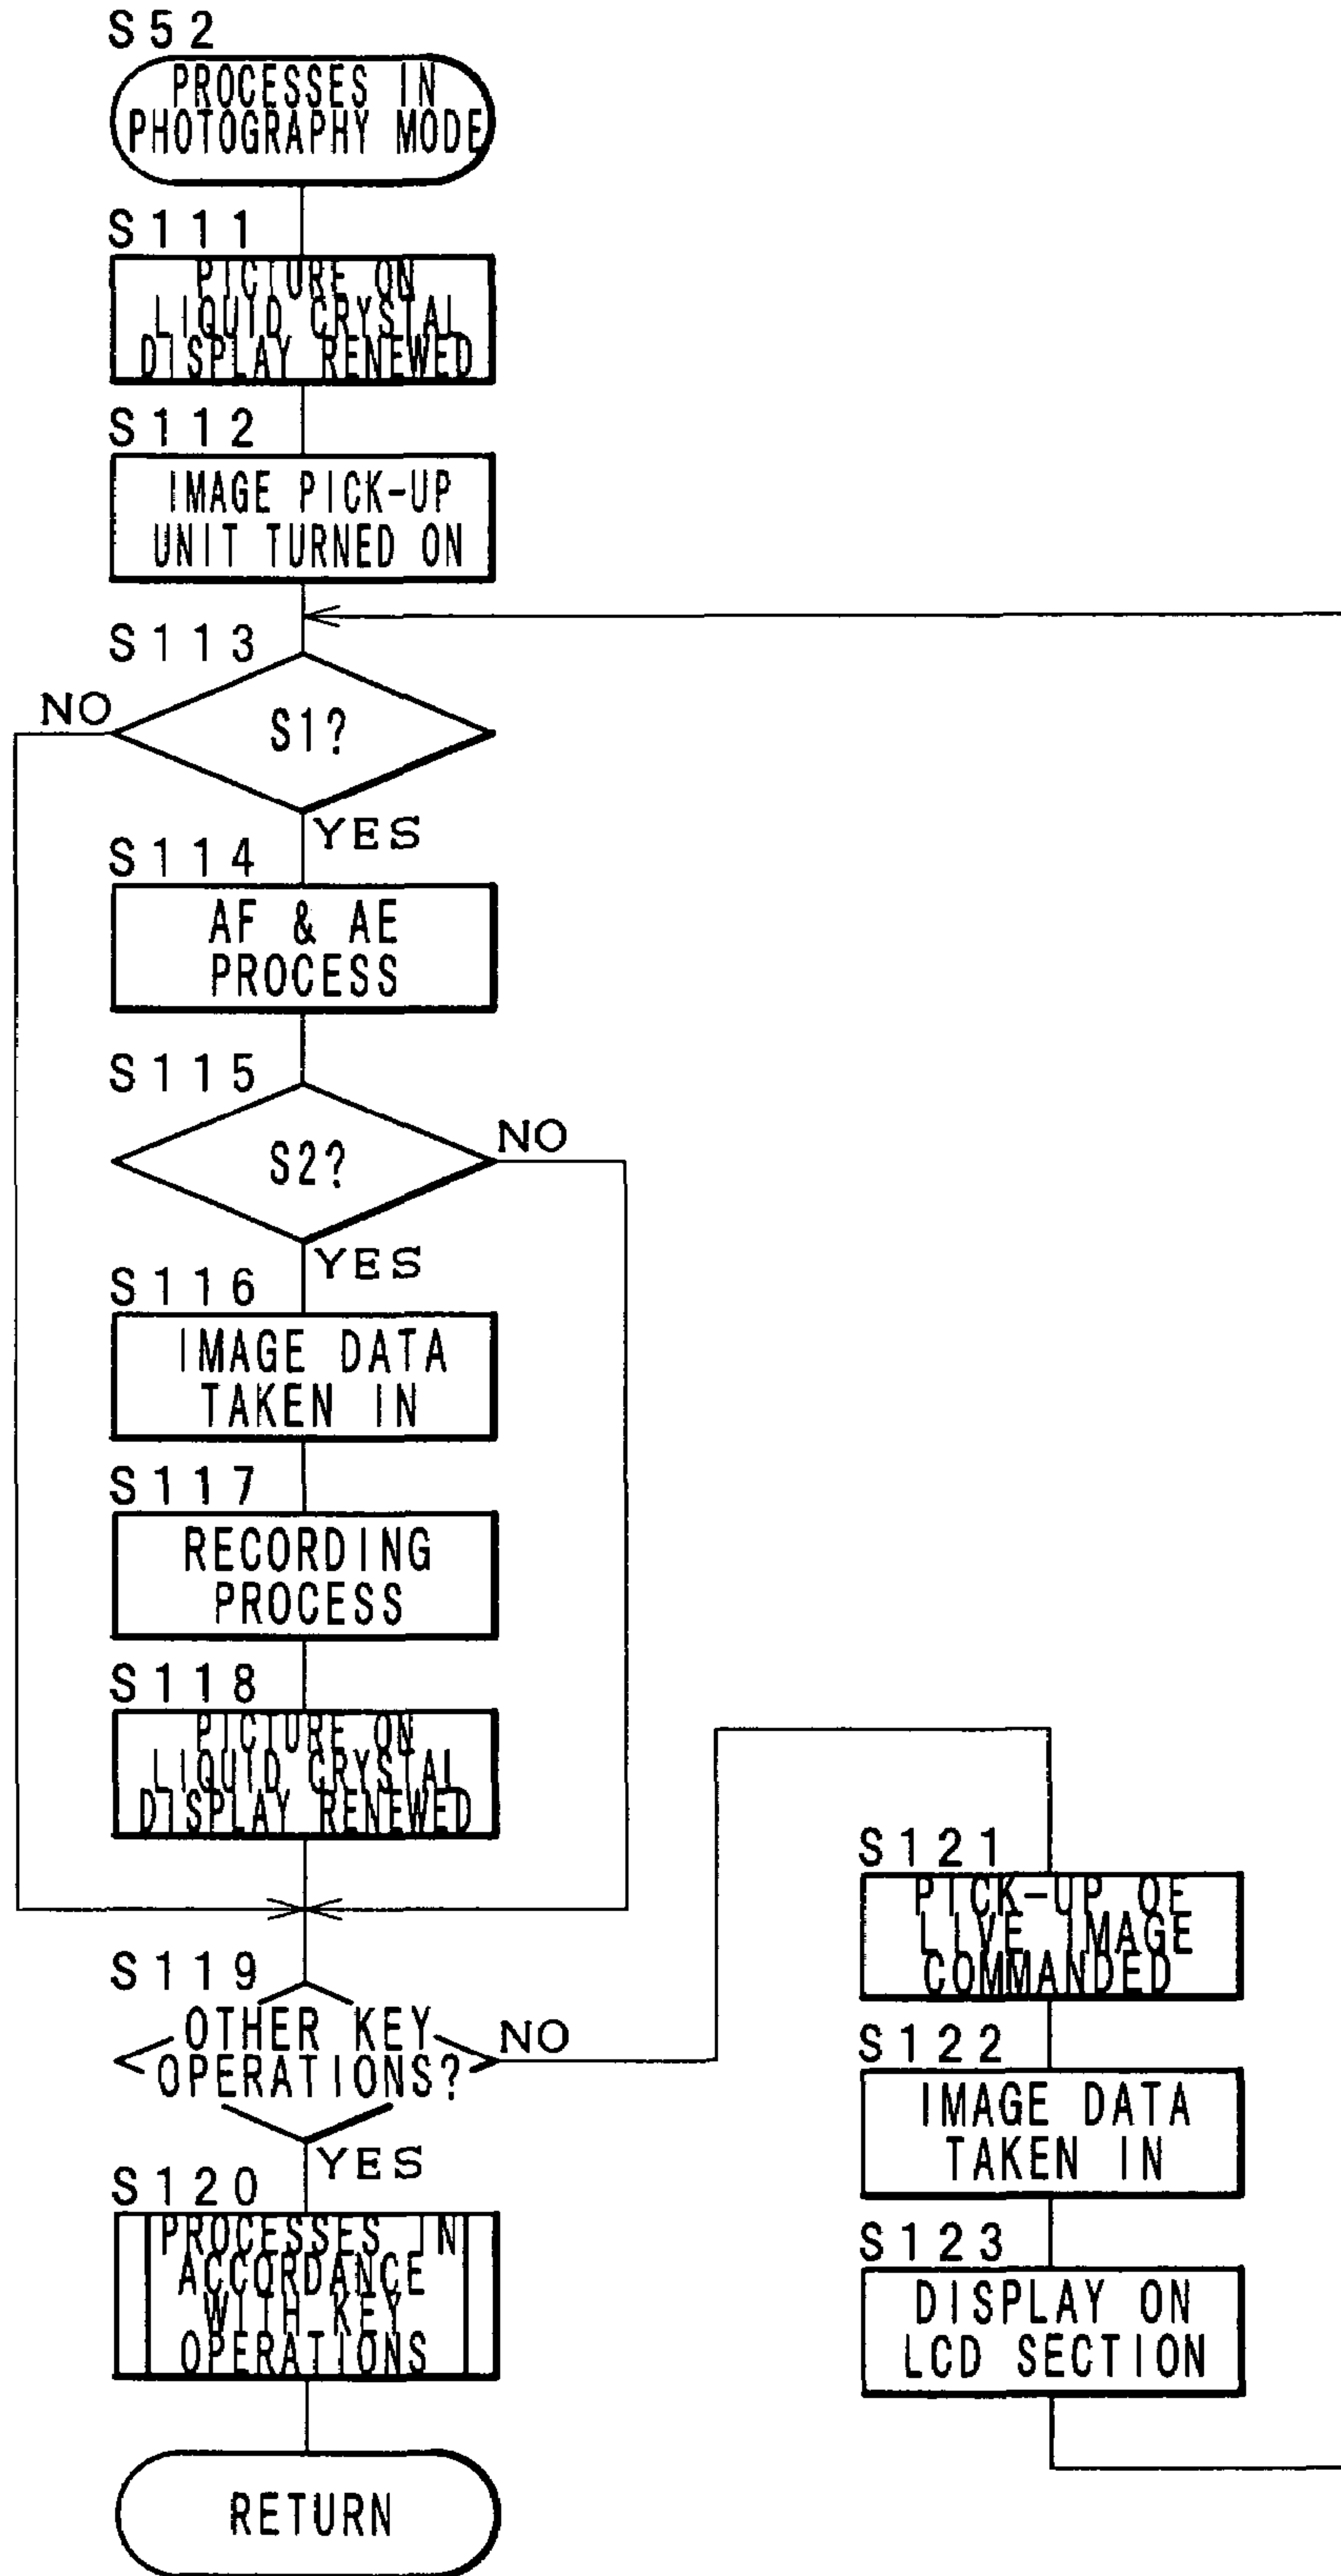 S52
PROCESSES IN
PHOTOGRAPHY MODE
S111
PICTURE ON
LIQUID CRYSTAL
DISPLAY RENEWED
S112
IMAGE PICK-UP
UNIT TURNED ON
S113
NO
S1?
YES
S114
AF & AE
PROCESS
S115
NO
S2?
YES
S116
IMAGE DATA
TAKEN IN
S117
RECORDING
PROCESS
S118
PICTURE ON
LIQUID CRYSTAL
DISPLAY RENEWED
S119
OTHER KEY
OPERATIONS?
NO
YES
S120
PROCESSES IN
ACCORDANCE
WITH KEY
OPERATIONS
RETURN
S121
PICK-UP OF
LIVE IMAGE
COMMANDED
S122
IMAGE DATA
TAKEN IN
S123
DISPLAY ON
LCD SECTION